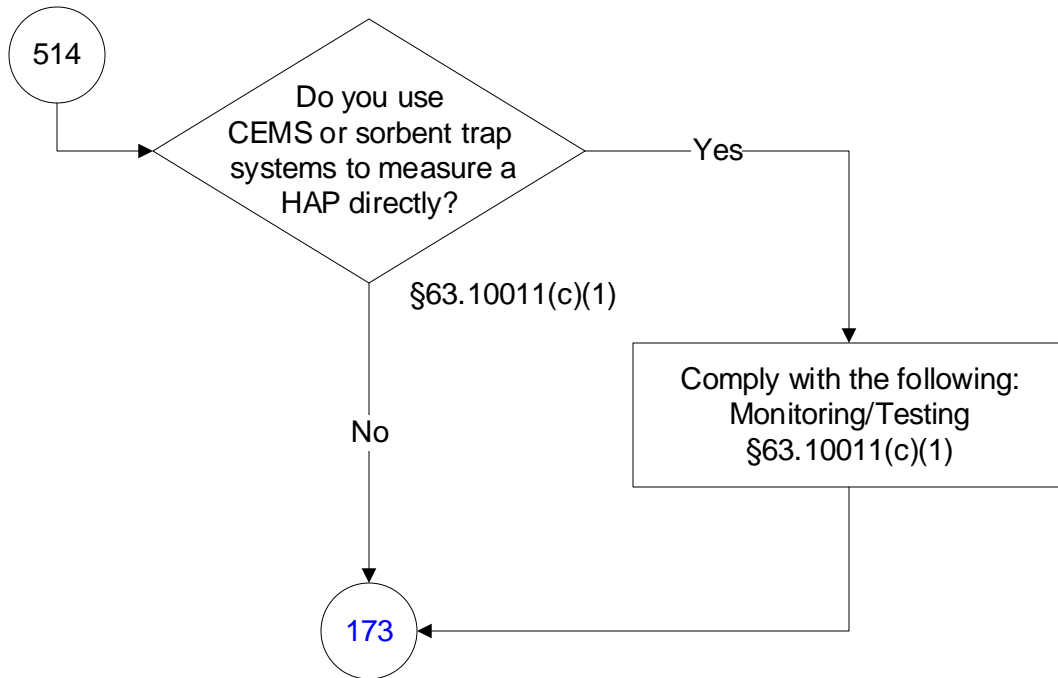 514
Do you use
CEMS or sorbent trap
systems to measure a
HAP directly?
Yes
§63.10011(c)(1)
Comply with the following:
Monitoring/Testing
§63.10011(c)(1)
No
173